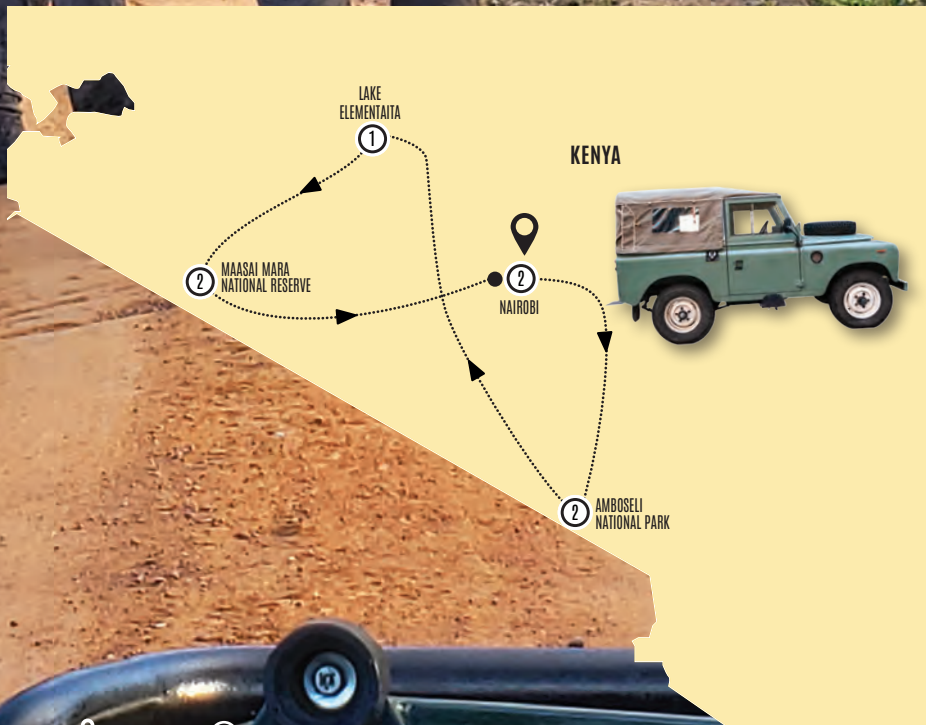 LAKE
ELEMENTAITA
1
KENYA
2
MAASAI MARA
NATIONAL RESERVE
2
NAIROBI
2
AMBOSELI
NATIONAL PARK